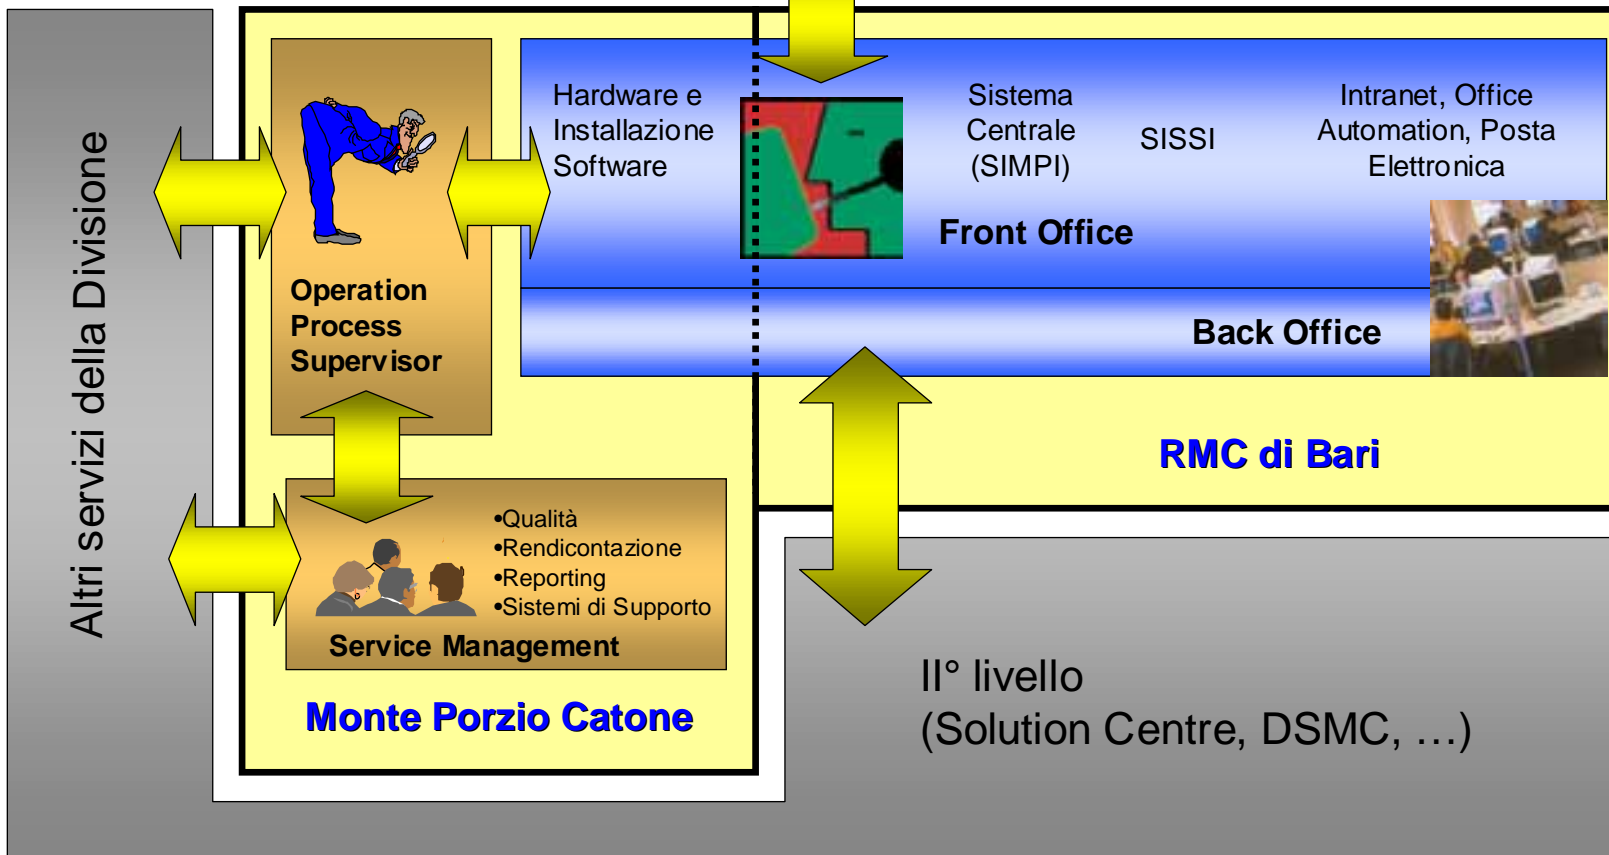 Altri servizi della Divisione
Operation
Process
Supervisor
Hardware e
Installazione
Software
Sistema
Centrale
(SIMPI)
SISSI
Intranet, Office
Automation, Posta
Elettronica
Front Office
Back Office
RMC di Bari
•Qualità
•Rendicontazione
•Reporting
•Sistemi di Supporto
Service Management
Monte Porzio Catone
II° livello
(Solution Centre, DSMC, …)